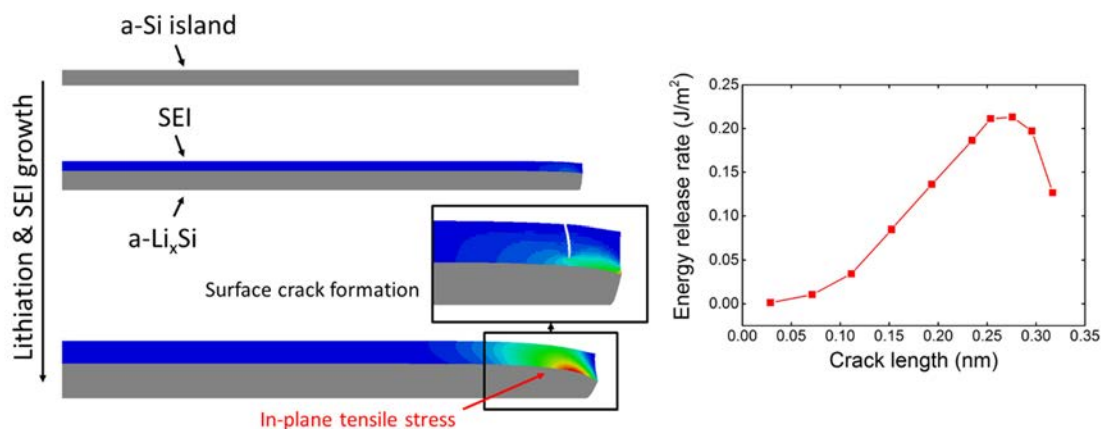 a-Si island
SEI
a-LiₓSi
Surface crack formation
In-plane tensile stress
Lithiation & SEI growth
Energy release rate (J/m²)
0.25
0.20
0.15
0.10
0.05
0.00
0.00 0.05 0.10 0.15 0.20 0.25 0.30 0.35
Crack length (nm)